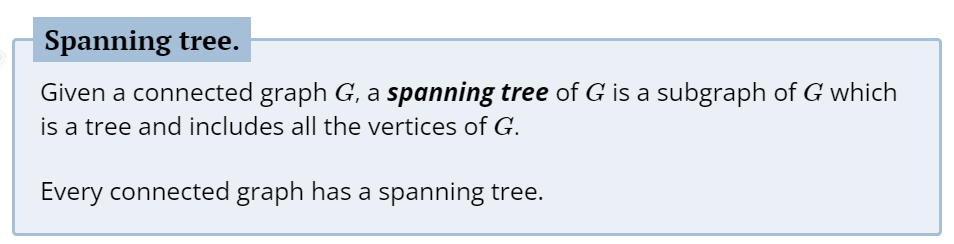 Spanning tree.
Given a connected graph G, a spanning tree of G is a subgraph of G which
is a tree and includes all the vertices of G.
Every connected graph has a spanning tree.